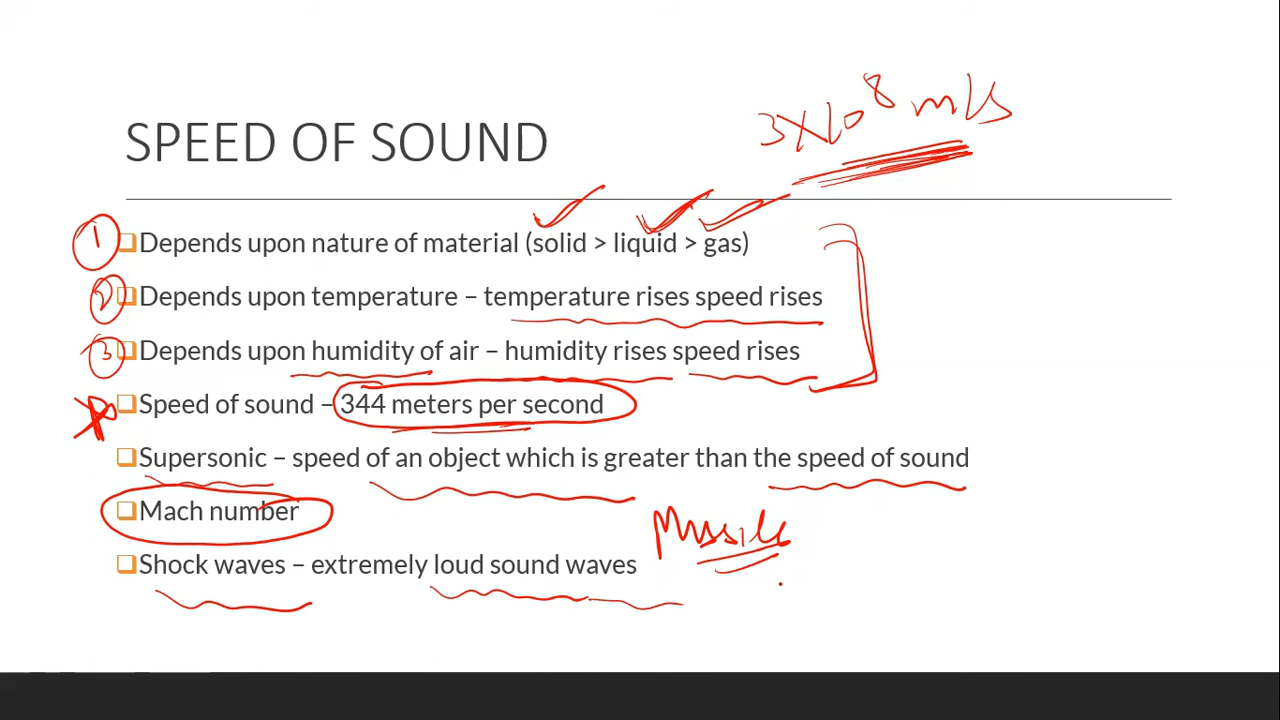 3×10⁸ m/s
SPEED OF SOUND
1 Depends upon nature of material (solid > liquid > gas)
2 Depends upon temperature – temperature rises speed rises
3 Depends upon humidity of air – humidity rises speed rises
Speed of sound – 344 meters per second
Supersonic – speed of an object which is greater than the speed of sound
Mach number
Missile
Shock waves – extremely loud sound waves